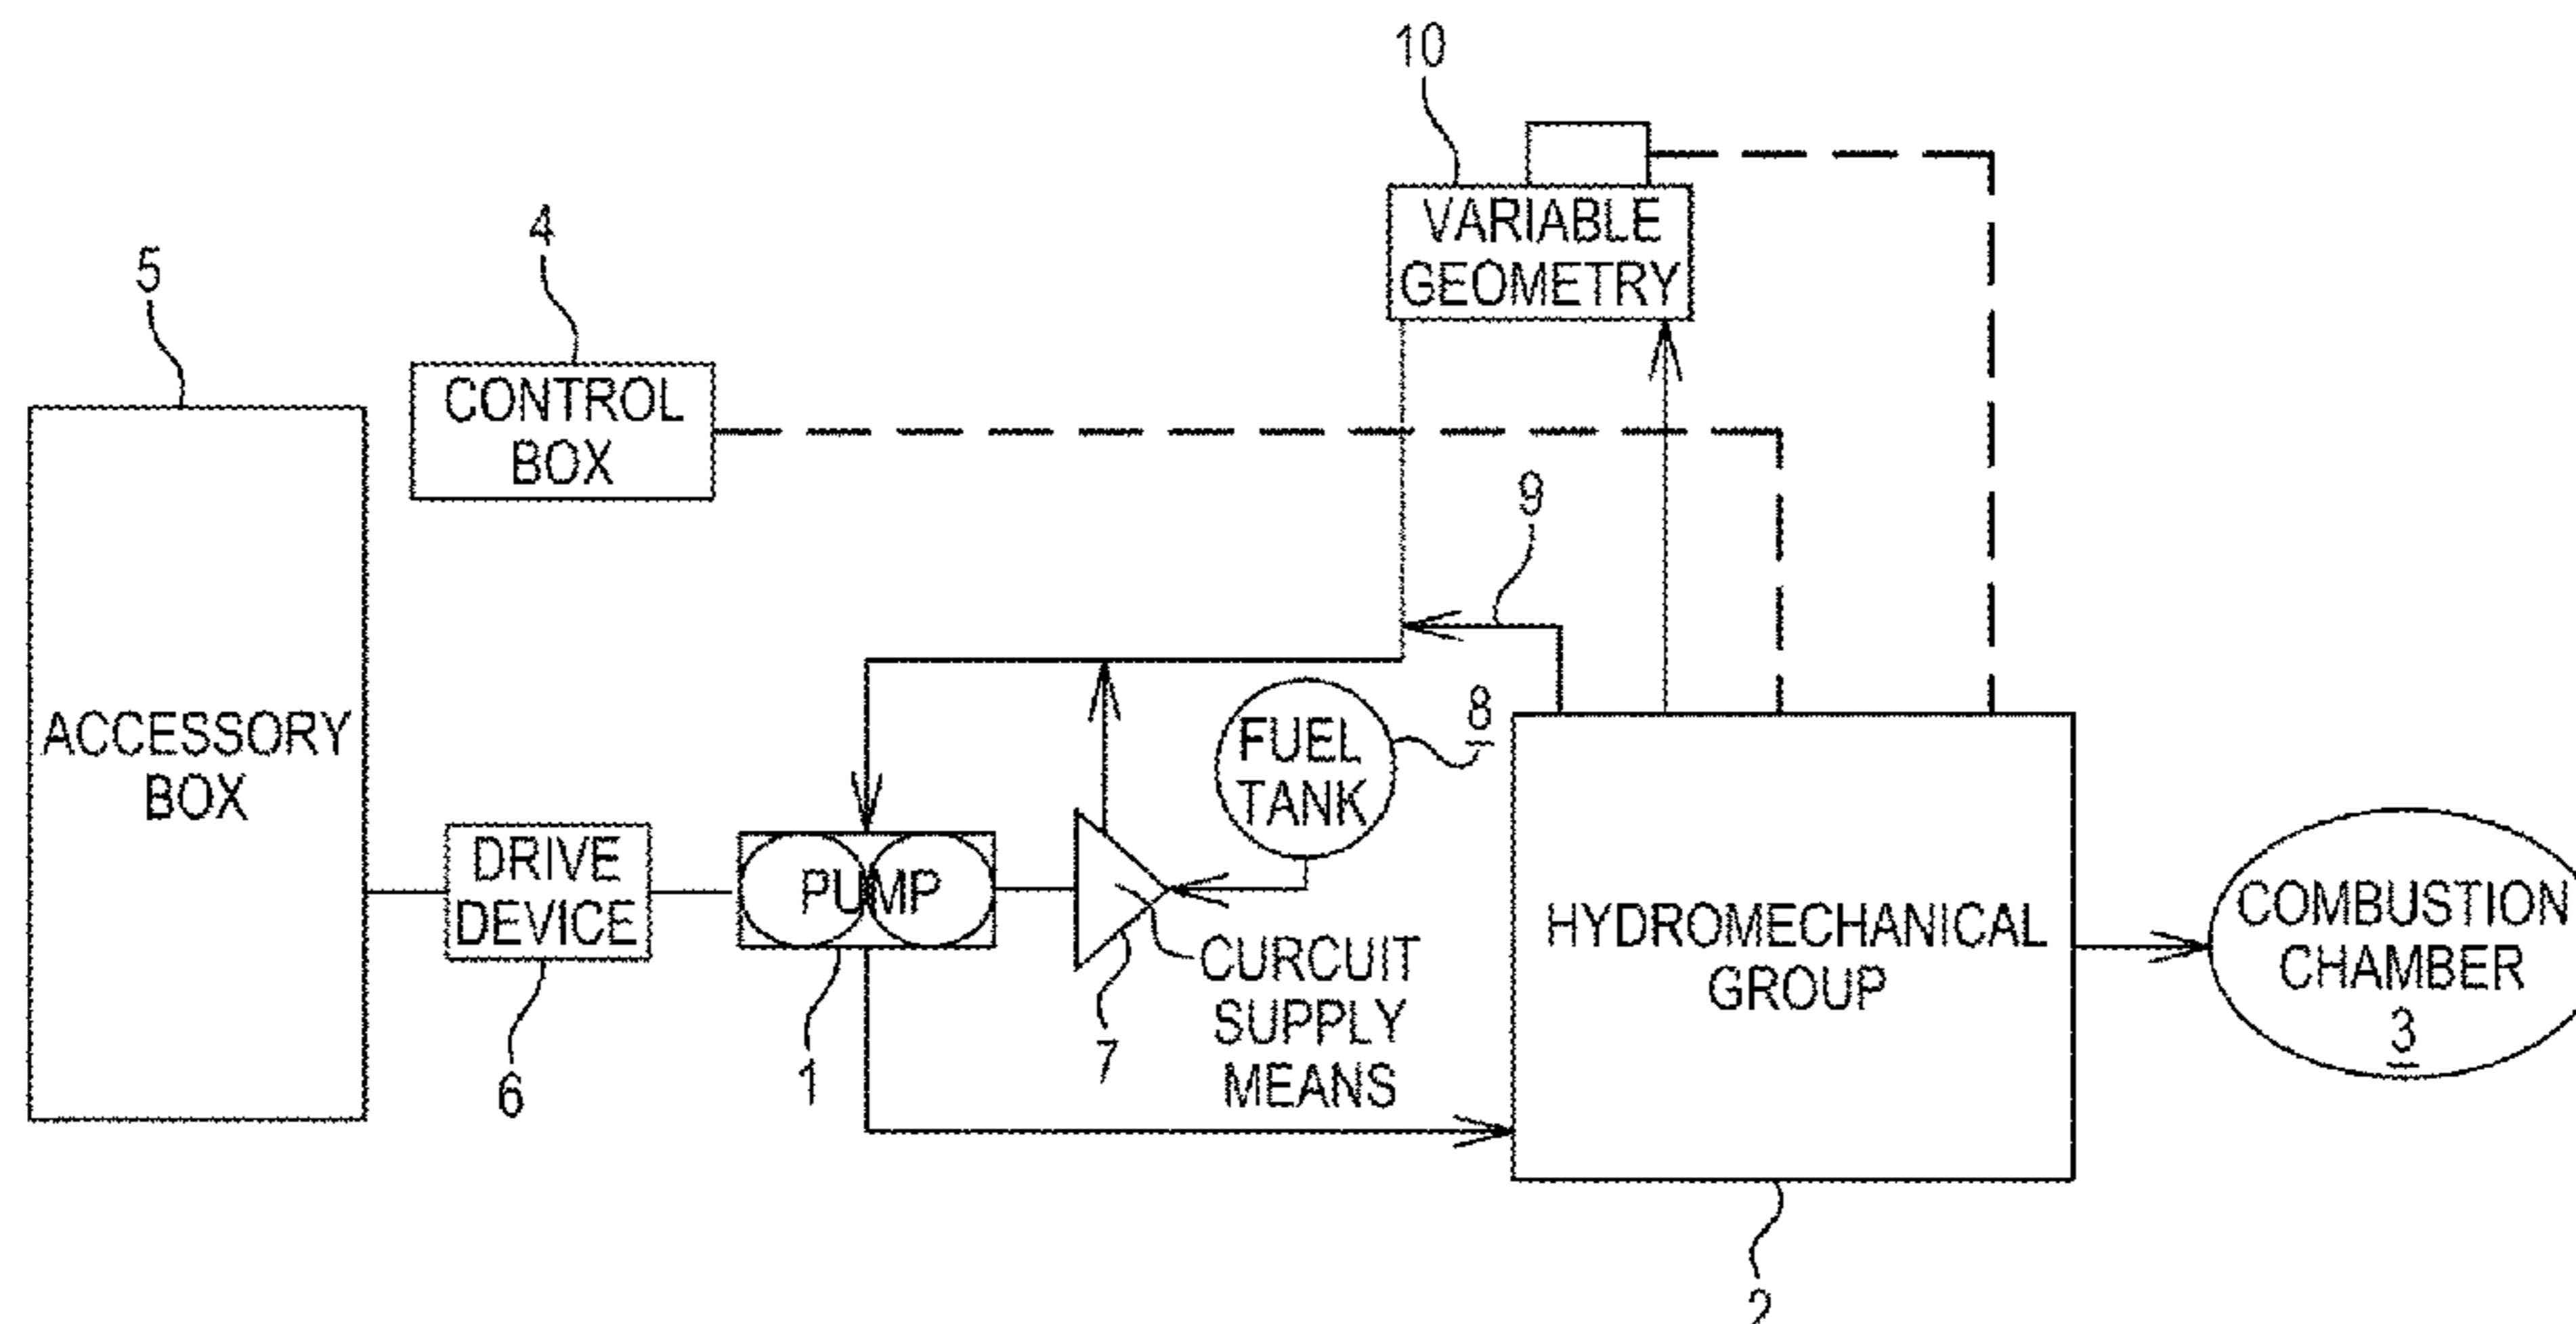 10
VARIABLE
GEOMETRY
4
CONTROL
BOX
5
ACCESSORY
BOX
9
8
FUEL
TANK
DRIVE
DEVICE
6
PUMP
1
7
CURCUIT
SUPPLY
MEANS
HYDROMECHANICAL
GROUP
2
COMBUSTION
CHAMBER
3